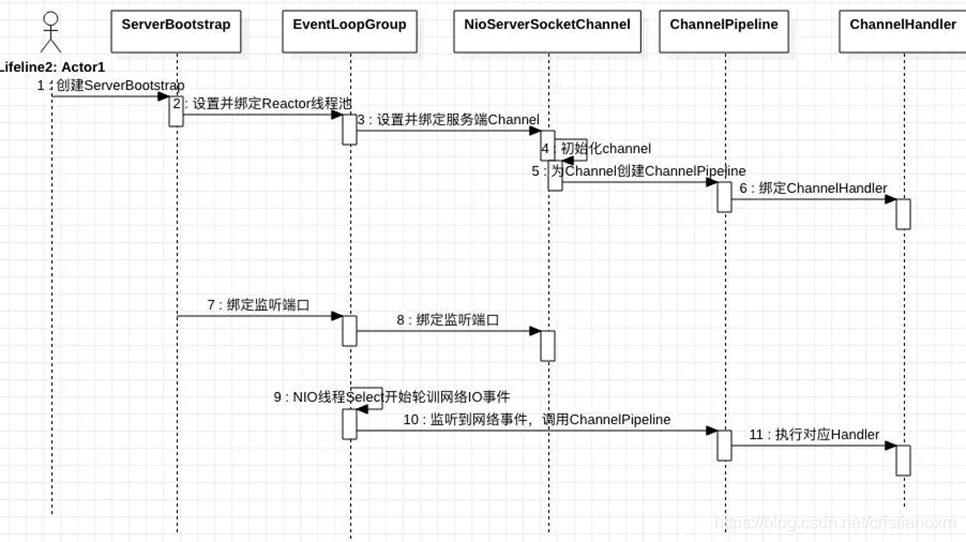 ServerBootstrap
EventLoopGroup
NioServerSocketChannel
ChannelPipeline
ChannelHandler
Lifeline2: Actor1
1 : 创建ServerBootstrap
2 : 设置并绑定Reactor线程池
3 : 设置并绑定服务端Channel
4 : 初始化channel
5 : 为Channel创建ChannelPipeline
6 : 绑定ChannelHandler
7 : 绑定监听端口
8 : 绑定监听端口
9 : NIO线程Select开始轮训网络IO事件
10 : 监听到网络事件，调用ChannelPipeline
11 : 执行对应Handler
https://blog.csdn.net/cristianoxm